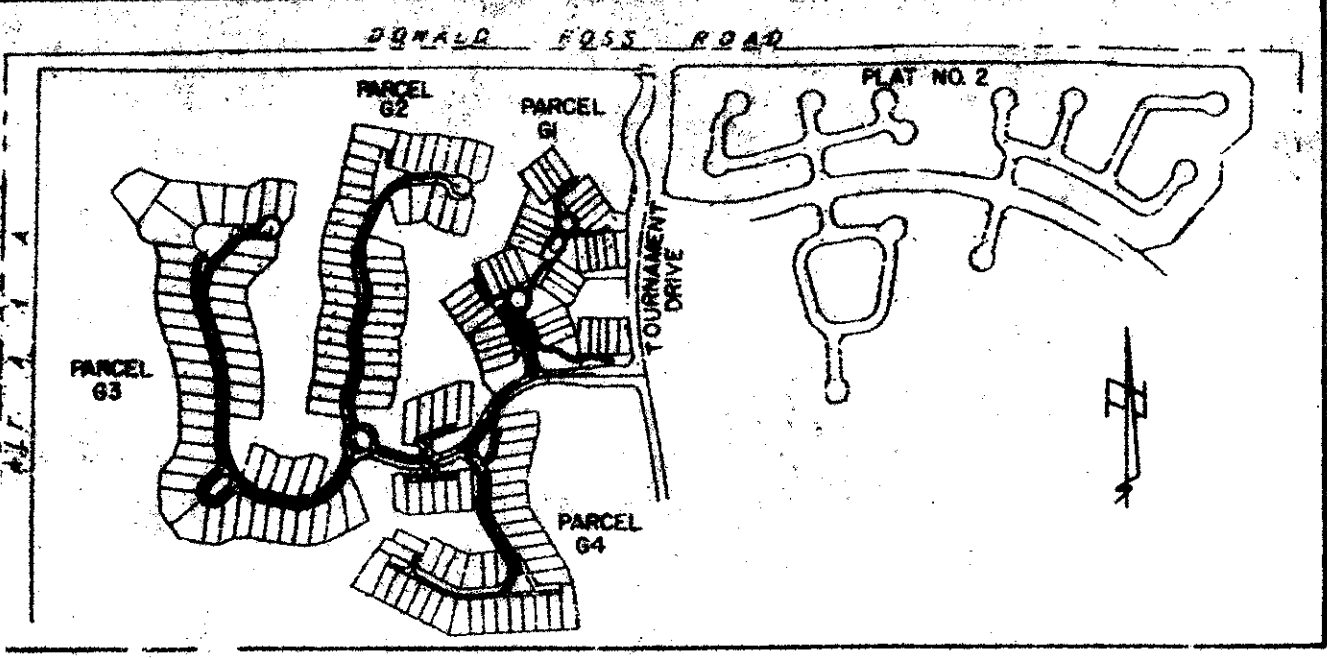 DONALD ROSS ROAD
PLAT NO. 2
PARCEL
G2
PARCEL
G1
TOURNAMENT
DRIVE
PARCEL
G3
PARCEL
G4